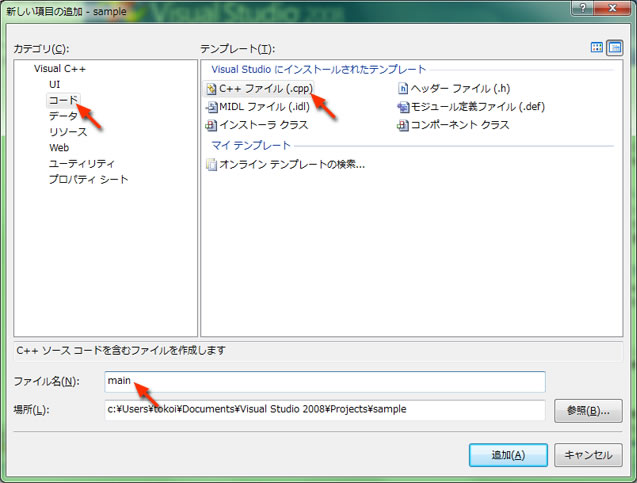 新しい項目の追加 - sample
Visual Studio 2008
カテゴリ(C):
テンプレート(T):
Visual C++
UI
コード
データ
リソース
Web
ユーティリティ
プロパティ シート
Visual Studio にインストールされたテンプレート
C++ ファイル (.cpp)
ヘッダー ファイル (.h)
MIDL ファイル (.idl)
モジュール定義ファイル (.def)
インストーラ クラス
コンポーネント クラス
マイ テンプレート
オンライン テンプレートの検索...
C++ ソース コードを含むファイルを作成します
ファイル名(N):
main
場所(L):
c:¥Users¥tokoi¥Documents¥Visual Studio 2008¥Projects¥sample
参照(B)...
追加(A)
キャンセル